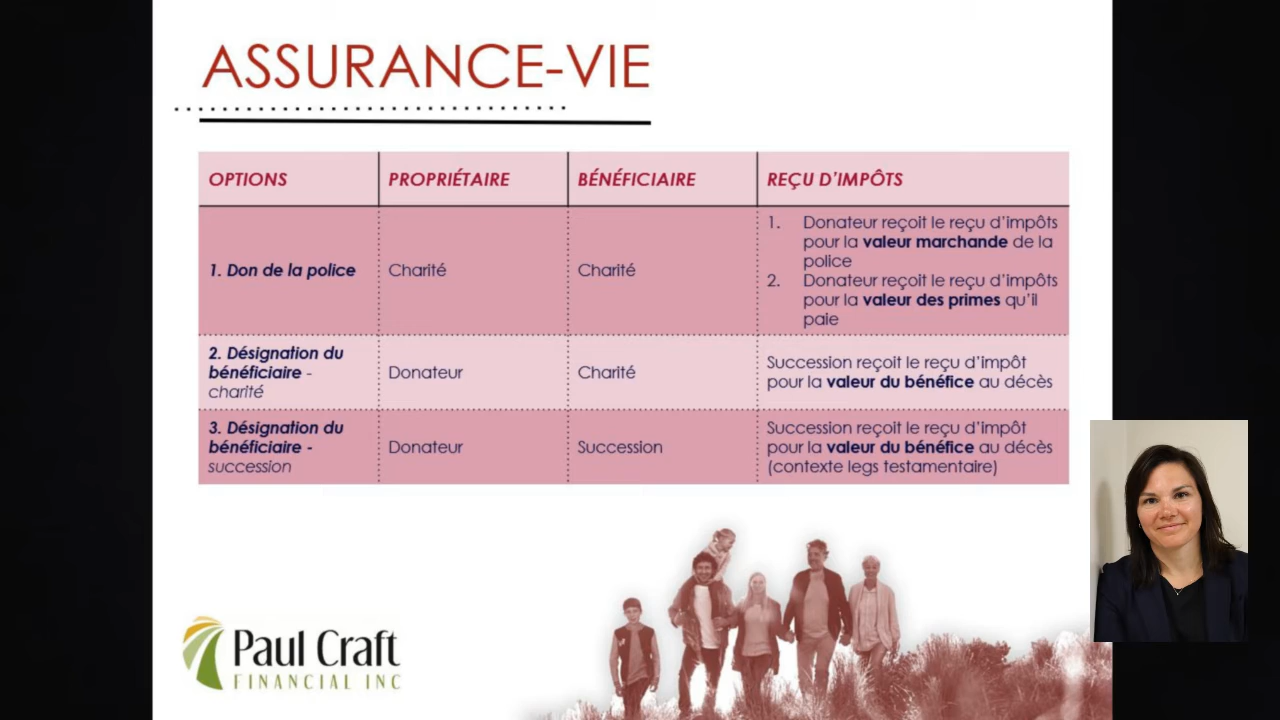 ASSURANCE-VIE
OPTIONS
PROPRIÉTAIRE
BÉNÉFICIAIRE
REÇU D'IMPÔTS
1. Don de la police
Charité
Charité
1. Donateur reçoit le reçu d'impôts
pour la valeur marchande de la
police
2. Donateur reçoit le reçu d'impôts
pour la valeur des primes qu'il
paie
2. Désignation du
bénéficiaire -
charité
Donateur
Charité
Succession reçoit le reçu d'impôt
pour la valeur du bénéfice au décès
3. Désignation du
bénéficiaire -
succession
Donateur
Succession
Succession reçoit le reçu d'impôt
pour la valeur du bénéfice au décès
(contexte legs testamentaire)
Paul Craft
FINANCIAL INC